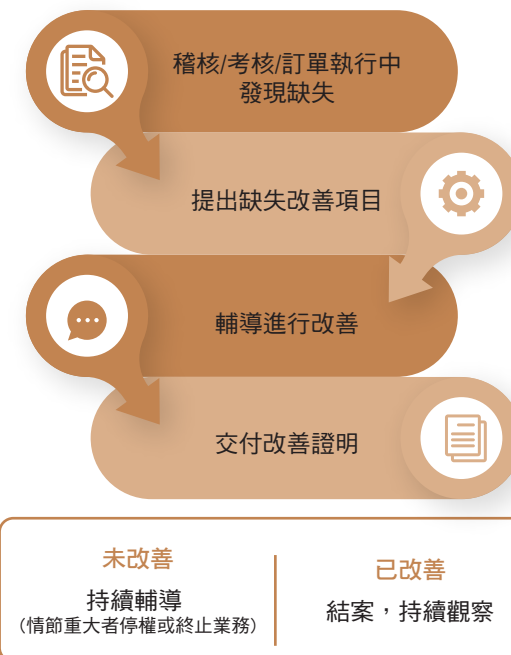 稽核/考核/訂單執行中
發現缺失
提出缺失改善項目
輔導進行改善
交付改善證明
未改善
持續輔導
（情節重大者停權或終止業務）
已改善
結案，持續觀察